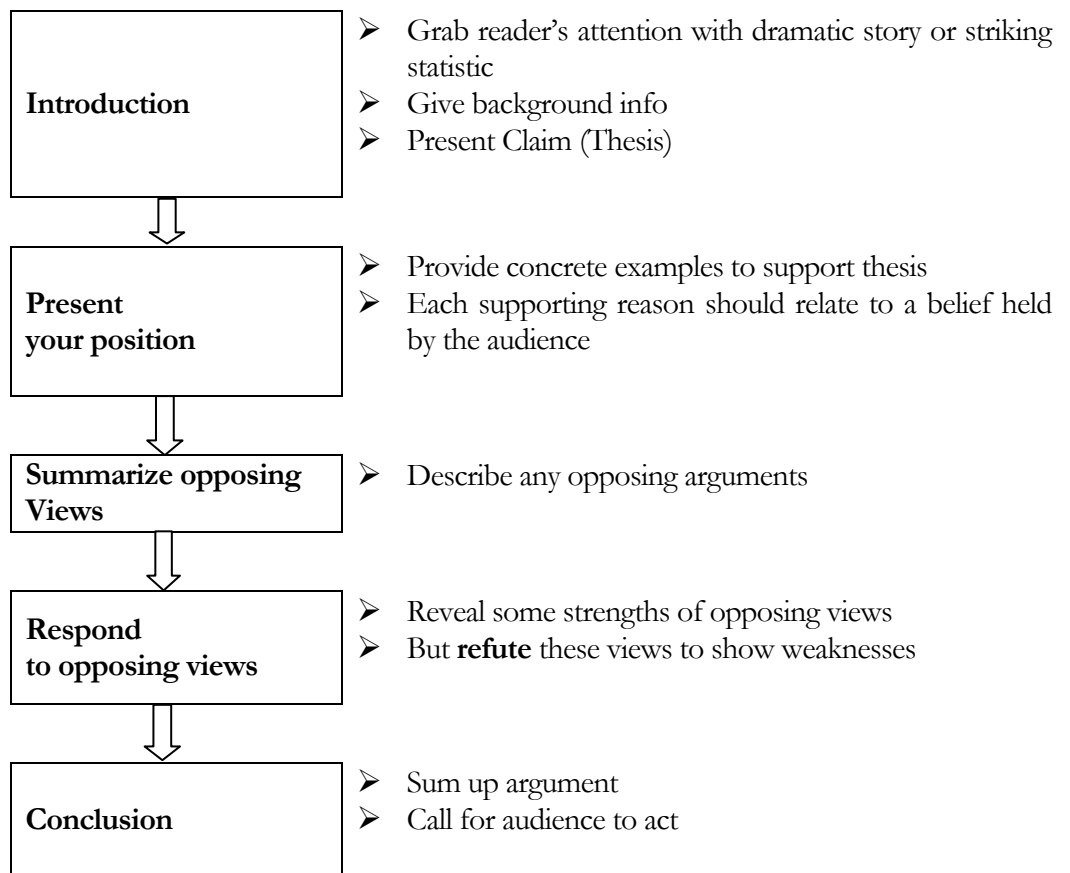 Introduction
➢ Grab reader’s attention with dramatic story or striking
statistic
➢ Give background info
➢ Present Claim (Thesis)
Present
your position
➢ Provide concrete examples to support thesis
➢ Each supporting reason should relate to a belief held
by the audience
Summarize opposing
Views
➢ Describe any opposing arguments
Respond
to opposing views
➢ Reveal some strengths of opposing views
➢ But refute these views to show weaknesses
Conclusion
➢ Sum up argument
➢ Call for audience to act